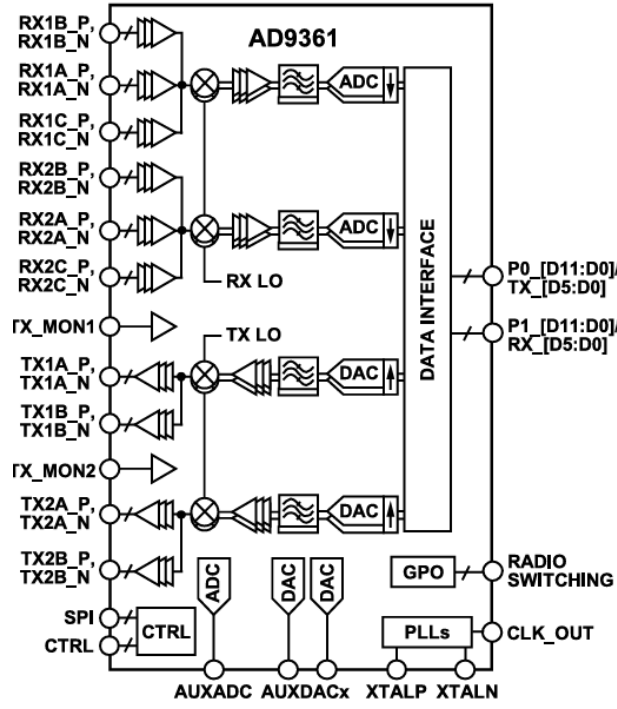 AD9361
RX1B_P,
RX1B_N
RX1A_P,
RX1A_N
RX1C_P,
RX1C_N
RX2B_P,
RX2B_N
RX2A_P,
RX2A_N
RX2C_P,
RX2C_N
TX_MON1
TX1A_P,
TX1A_N
TX1B_P,
TX1B_N
TX_MON2
TX2A_P,
TX2A_N
TX2B_P,
TX2B_N
SPI
CTRL
CTRL
ADC
ADC
RX LO
TX LO
DAC
DAC
DATA INTERFACE
P0_[D11:D0]/
TX_[D5:D0]
P1_[D11:D0]/
RX_[D5:D0]
ADC
DAC
DAC
GPO
RADIO
SWITCHING
PLLs
CLK_OUT
AUXADC
AUXDACx
XTALP
XTALN